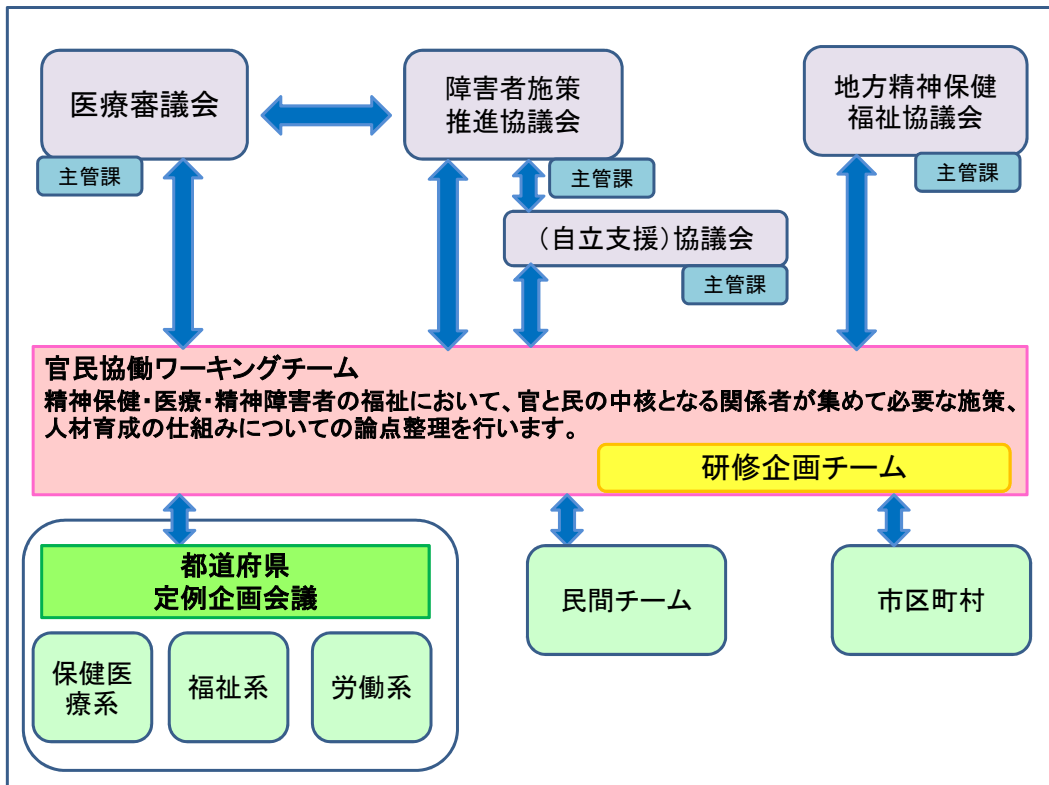 医療審議会
主管課
障害者施策
推進協議会
主管課
地方精神保健
福祉協議会
主管課
(自立支援)協議会
主管課
官民協働ワーキングチーム
精神保健・医療・精神障害者の福祉において、官と民の中核となる関係者が集めて必要な施策、
人材育成の仕組みについての論点整理を行います。
研修企画チーム
都道府県
定例企画会議
保健医
療系
福祉系
労働系
民間チーム
市区町村